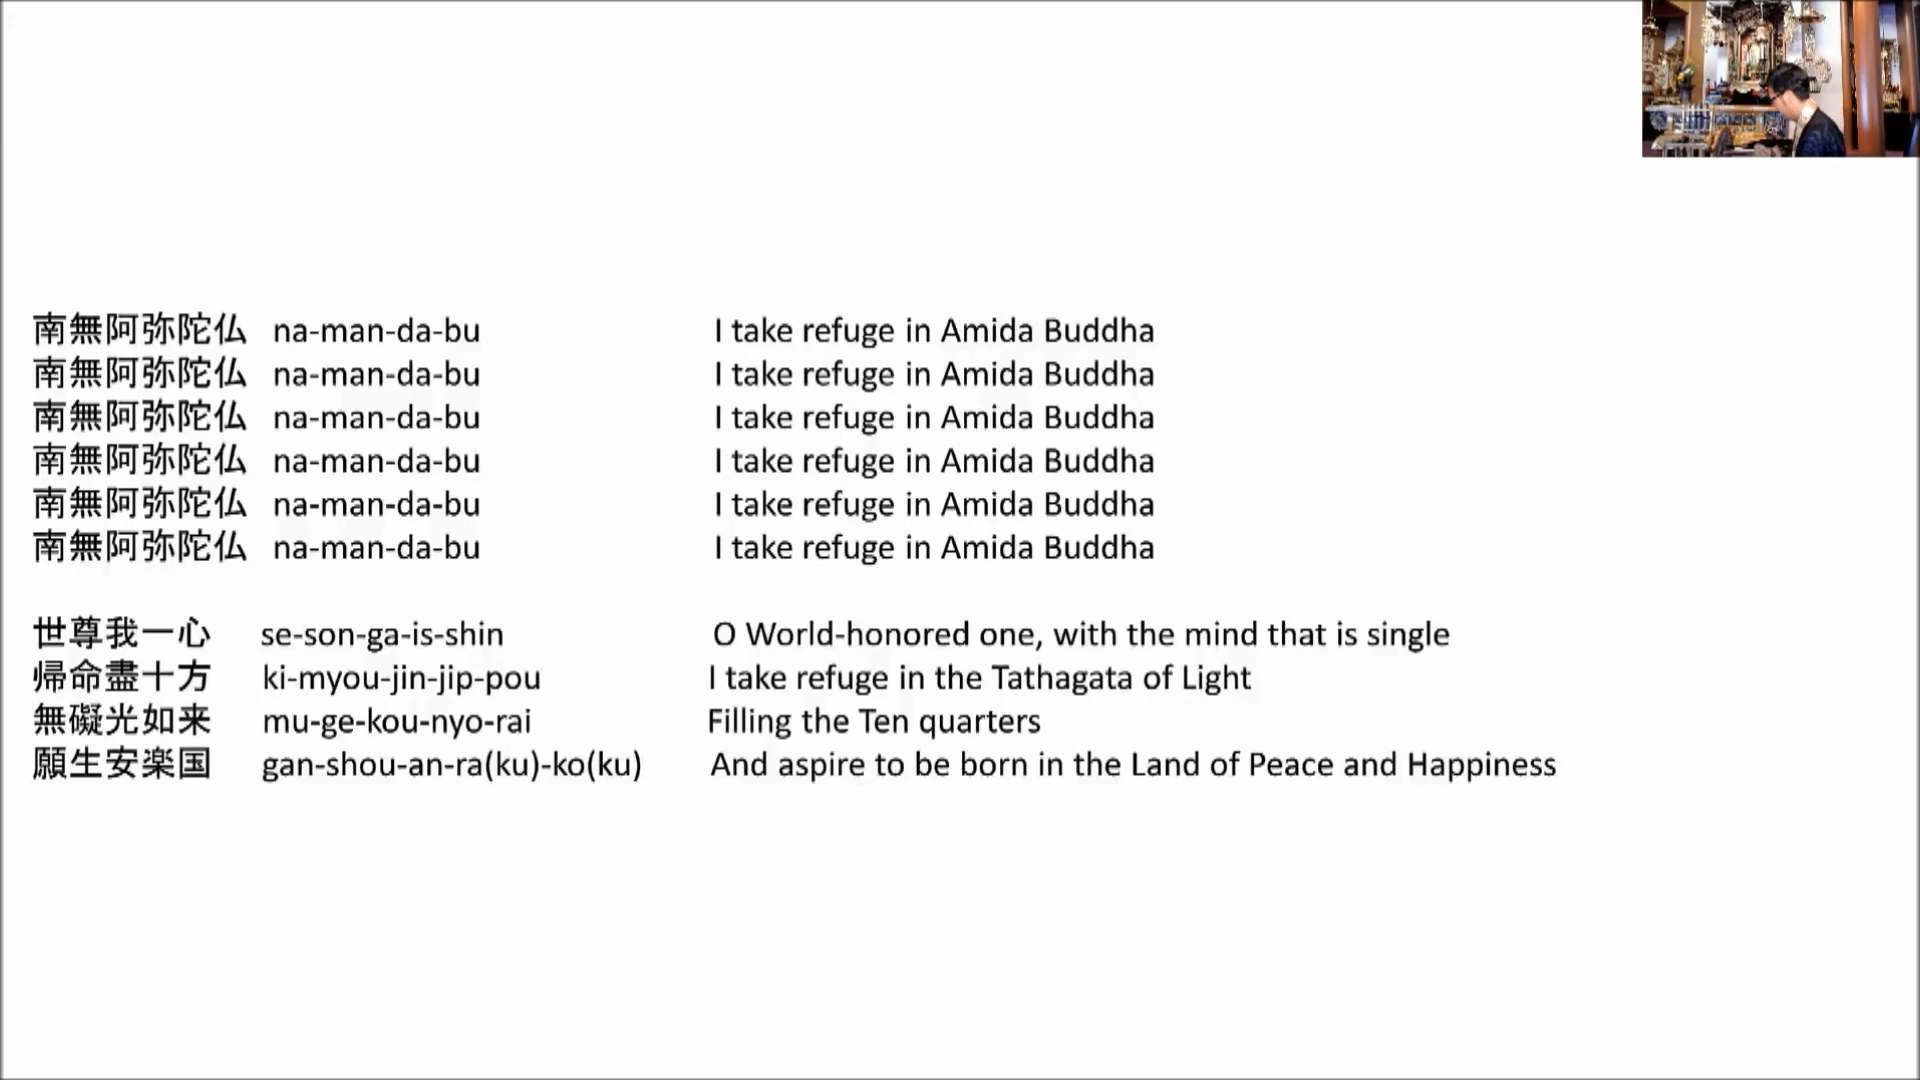 南無阿弥陀仏 na-man-da-bu I take refuge in Amida Buddha
南無阿弥陀仏 na-man-da-bu I take refuge in Amida Buddha
南無阿弥陀仏 na-man-da-bu I take refuge in Amida Buddha
南無阿弥陀仏 na-man-da-bu I take refuge in Amida Buddha
南無阿弥陀仏 na-man-da-bu I take refuge in Amida Buddha
南無阿弥陀仏 na-man-da-bu I take refuge in Amida Buddha
世尊我一心 se-son-ga-is-shin O World-honored one, with the mind that is single
帰命盡十方 ki-myou-jin-jip-pou I take refuge in the Tathagata of Light
無礙光如来 mu-ge-kou-nyo-rai Filling the Ten quarters
願生安楽国 gan-shou-an-ra(ku)-ko(ku) And aspire to be born in the Land of Peace and Happiness